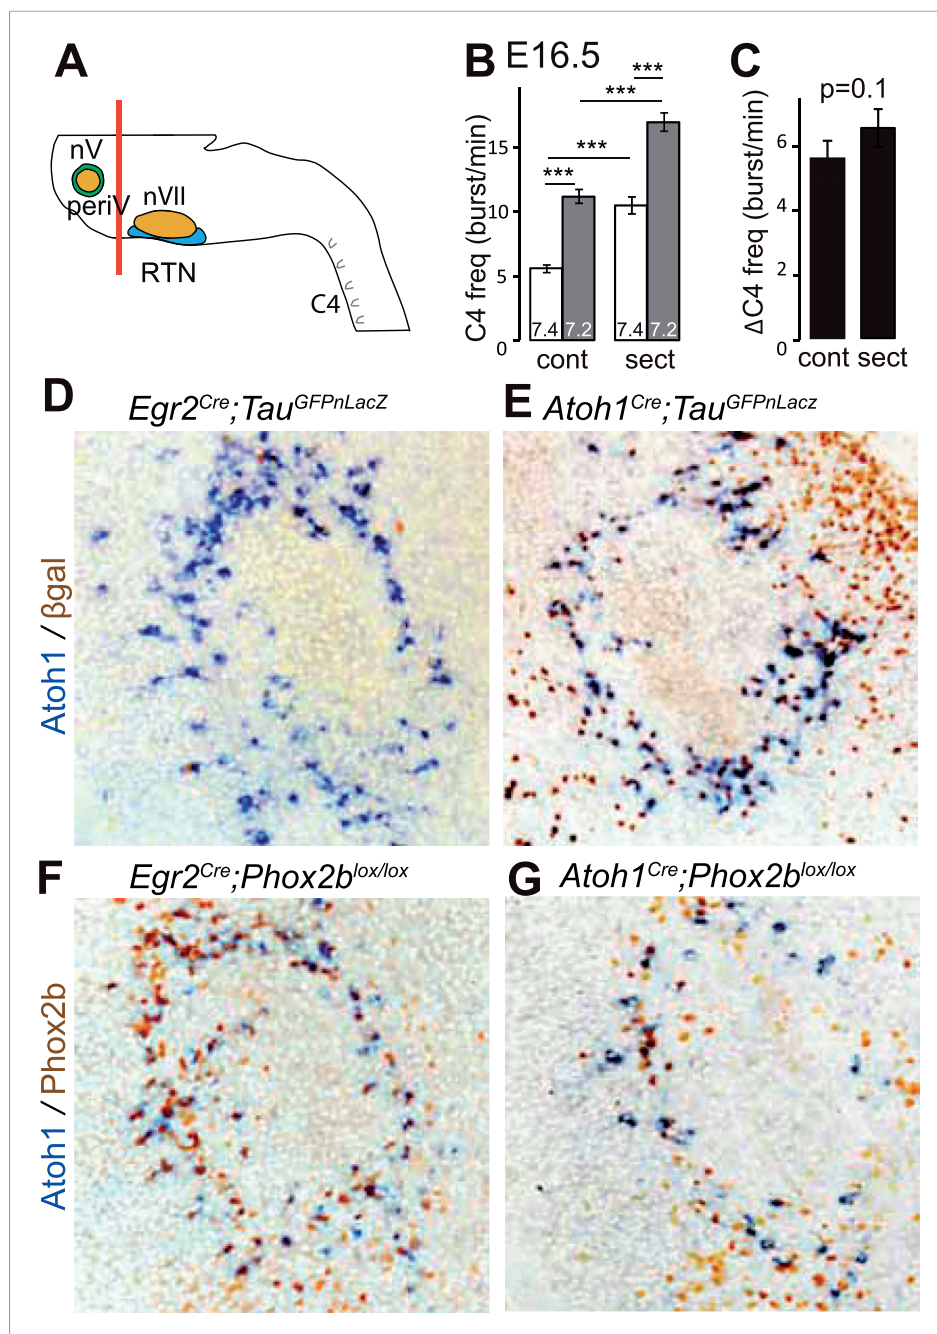 A
nV
periV
nVII
RTN
C4
B E16.5
C4 freq (burst/min)
15
10
5
0
***
***
***
***
7.4 7.2 7.4 7.2
cont sect
C
p=0.1
ΔC4 freq (burst/min)
6
4
2
0
cont sect
D Egr2Cre;TauGFPnLacZ
E Atoh1Cre;TauGFPnLacz
Atoh1 / βgal
F Egr2Cre;Phox2blox/lox
G Atoh1Cre;Phox2blox/lox
Atoh1 / Phox2b